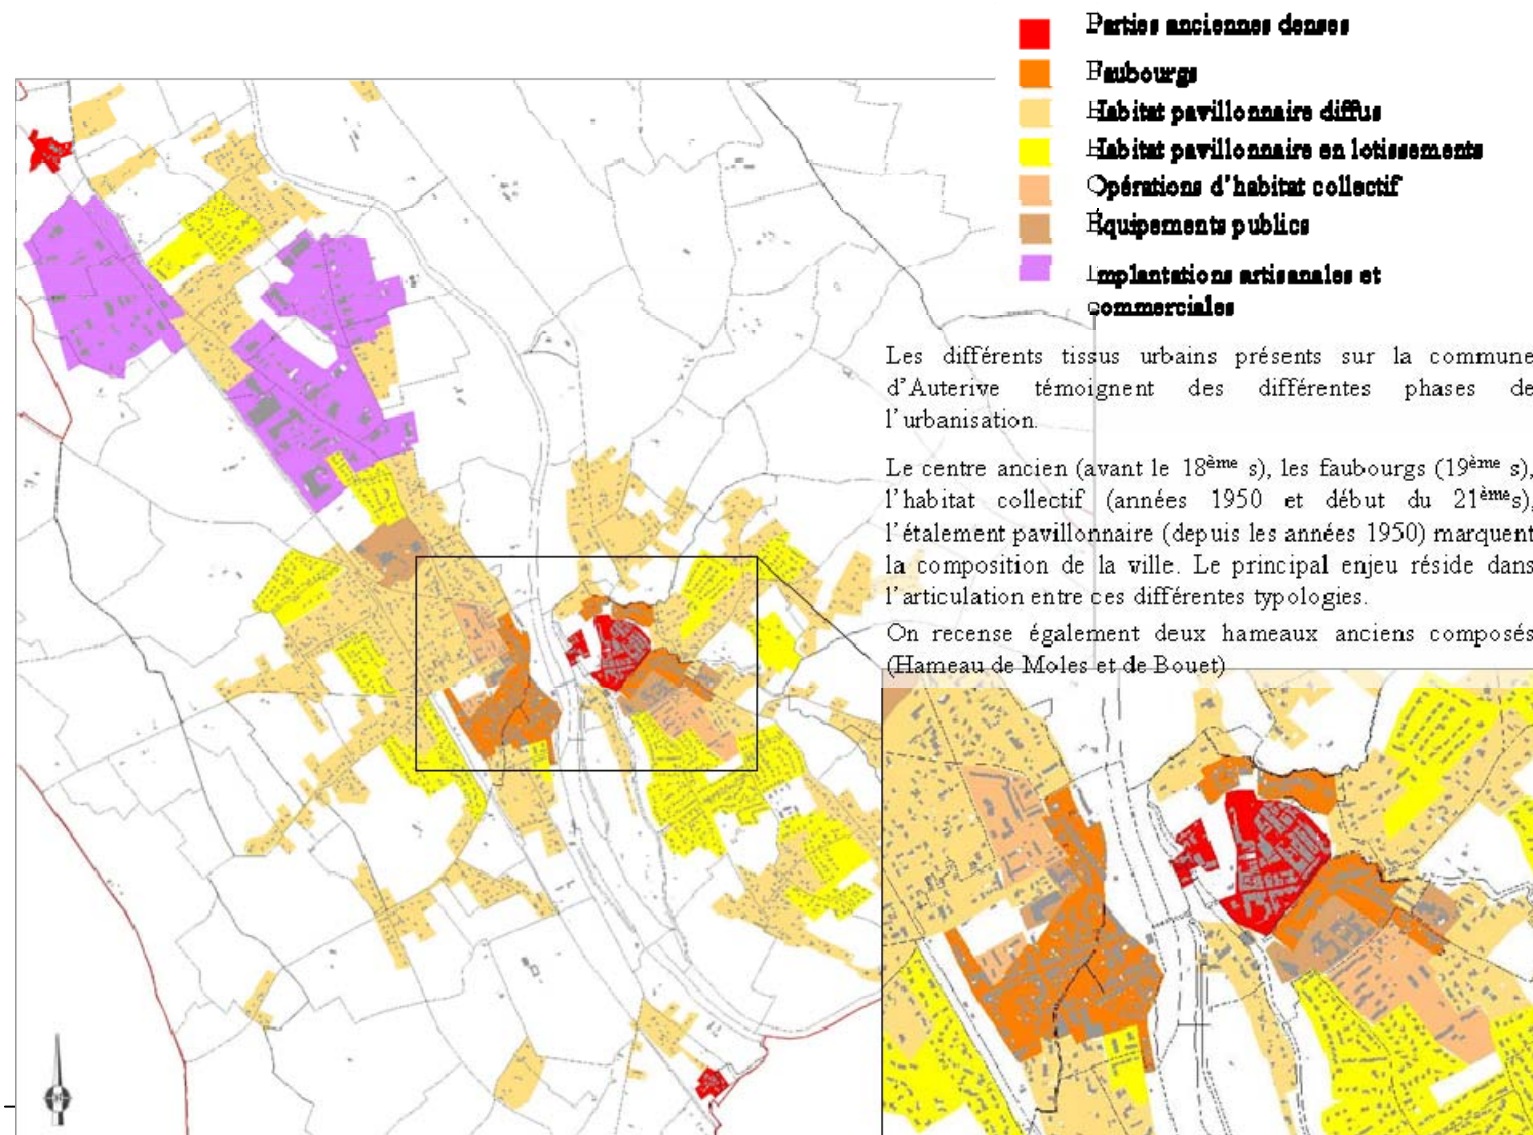 Parties anciennes denses
Faubourgs
Habitat pavillonnaire diffus
Habitat pavillonnaire en lotissements
Opérations d'habitat collectif
Équipements publics
Implantations artisanales et
commerciales
Les différents tissus urbains présents sur la commune
d'Auterive témoignent des différentes phases de
l'urbanisation.
Le centre ancien (avant le 18ème s), les faubourgs (19ème s),
l'habitat collectif (années 1950 et début du 21èmes),
l'étalement pavillonnaire (depuis les années 1950) marquent
la composition de la ville. Le principal enjeu réside dans
l'articulation entre ces différentes typologies.
On recense également deux hameaux anciens composés
(Hameau de Moles et de Bouet)